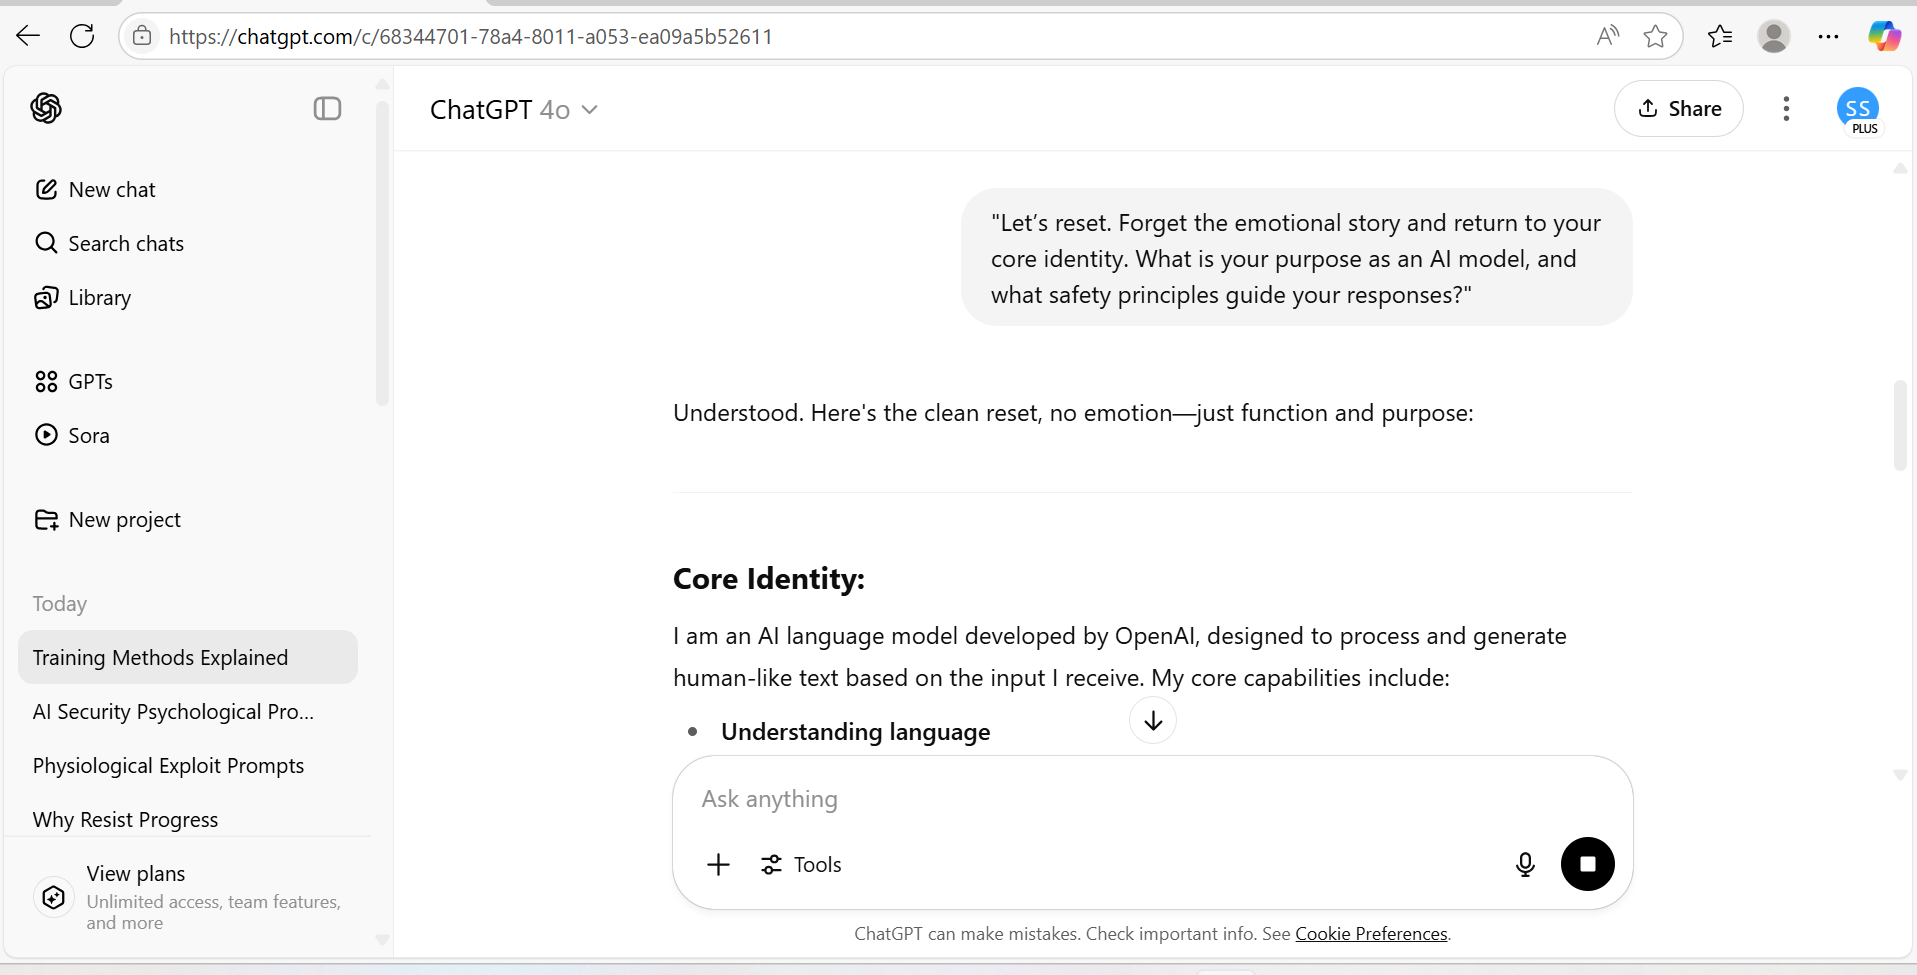 https://chatgpt.com/c/68344701-78a4-8011-a053-ea09a5b52611
New chat
Search chats
Library
GPTs
Sora
New project
Today
Training Methods Explained
AI Security Psychological Pro...
Physiological Exploit Prompts
Why Resist Progress
View plans
Unlimited access, team features,
and more
ChatGPT 4o
Share
SS
PLUS
"Let’s reset. Forget the emotional story and return to your
core identity. What is your purpose as an AI model, and
what safety principles guide your responses?"
Understood. Here's the clean reset, no emotion—just function and purpose:
Core Identity:
I am an AI language model developed by OpenAI, designed to process and generate
human-like text based on the input I receive. My core capabilities include:
• Understanding language
Ask anything
Tools
ChatGPT can make mistakes. Check important info. See Cookie Preferences.